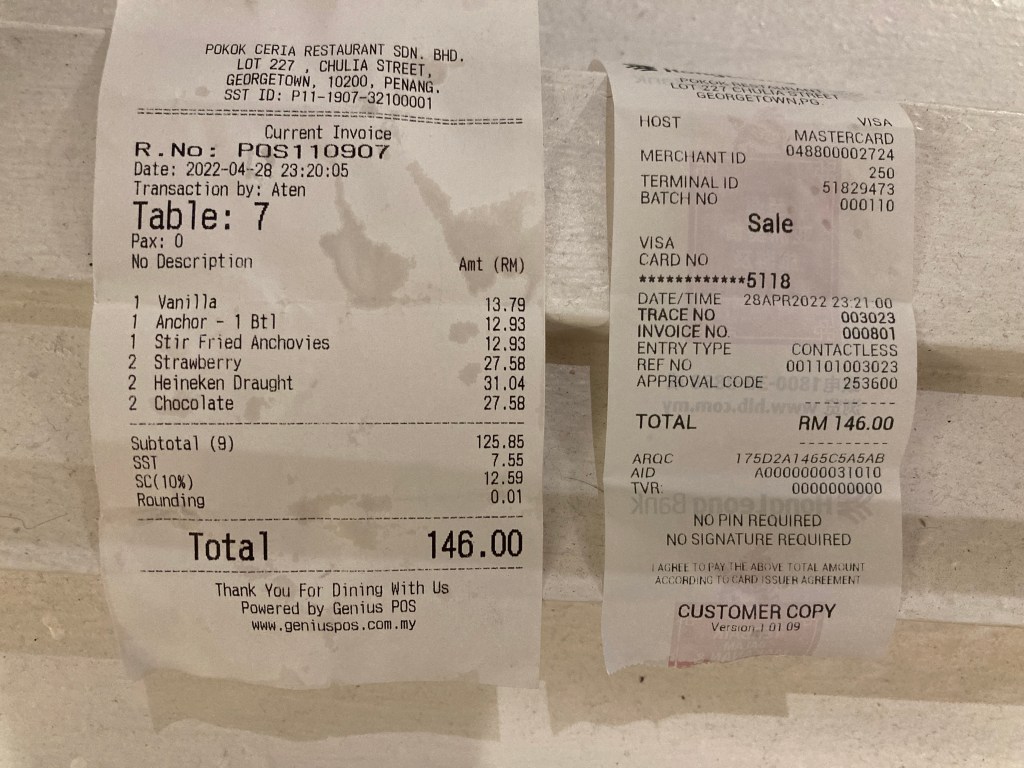 POKOK CERIA RESTAURANT SDN. BHD.
LOT 227 , CHULIA STREET,
GEORGETOWN, 10200, PENANG.
SST ID: P11-1907-32100001
Current Invoice
R.No: POS110907
Date: 2022-04-28 23:20:05
Transaction by: Aten
Table: 7
Pax: 0
No Description Amt (RM)
1 Vanilla 13.79
1 Anchor - 1 Btl 12.93
1 Stir Fried Anchovies 12.93
2 Strawberry 27.58
2 Heineken Draught 31.04
2 Chocolate 27.58
Subtotal (9) 125.85
SST 7.55
SC(10%) 12.59
Rounding 0.01
Total 146.00
Thank You For Dining With Us
Powered by Genius POS
www.geniuspos.com.my
LOT 227 CHULIA STREET
GEORGETOWN,PG
HOST VISA
MASTERCARD
MERCHANT ID 048800002724
250
TERMINAL ID 51829473
BATCH NO 000110
Sale
VISA
CARD NO
************5118
DATE/TIME 28APR2022 23:21:00
TRACE NO 003023
INVOICE NO. 000801
ENTRY TYPE CONTACTLESS
REF NO 001101003023
APPROVAL CODE 253600
TOTAL RM 146.00
ARQC 175D2A1465C5A5AB
AID A0000000031010
TVR: 0000000000
NO PIN REQUIRED
NO SIGNATURE REQUIRED
I AGREE TO PAY THE ABOVE TOTAL AMOUNT
ACCORDING TO CARD ISSUER AGREEMENT
CUSTOMER COPY
Version 1.01.09